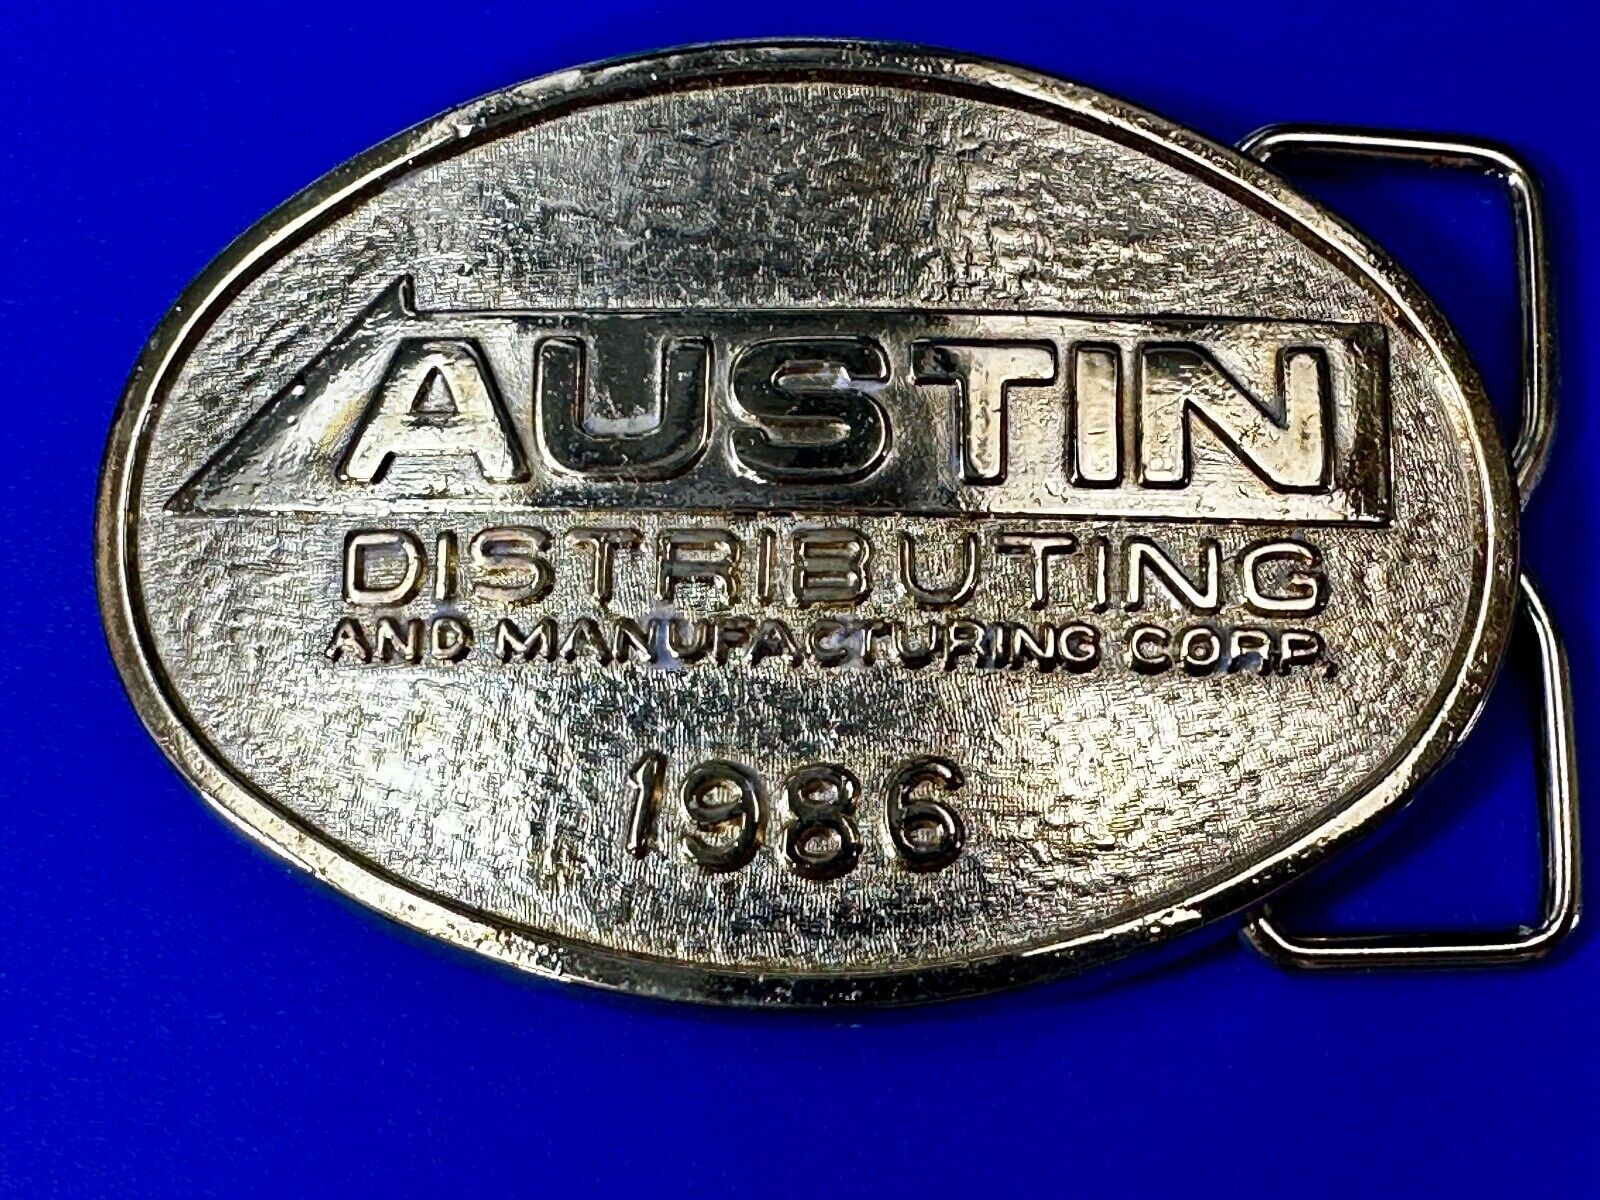 AUSTIN
DISTRIBUTING
AND MANUFACTURING CORP.
1986